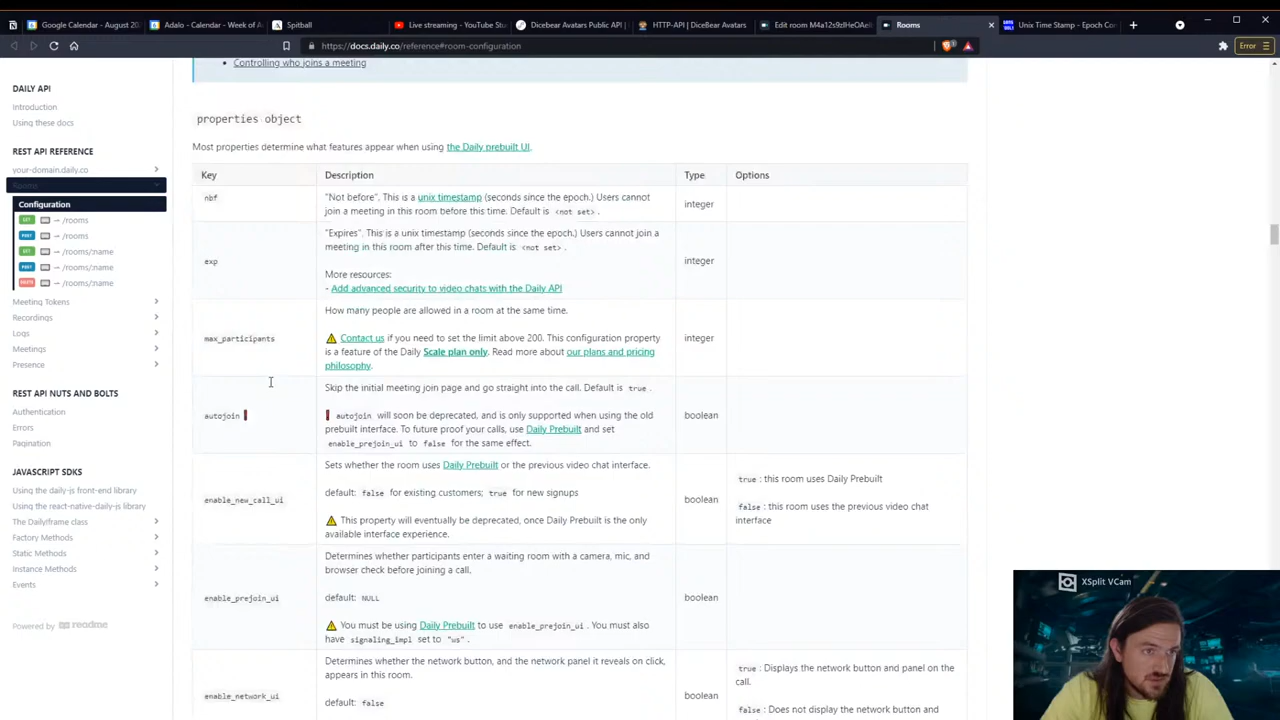 Google Calendar - August 20
Adalo - Calendar - Week of A
Spitball
Live streaming - YouTube Stu
Dicebear Avatars Public API
HTTP-API | DiceBear Avatars
Edit room M4a12s9zIHeOAei
Rooms
Unix Time Stamp - Epoch Co
https://docs.daily.co/reference#room-configuration
Error
Controlling who joins a meeting
DAILY API
Introduction
Using these docs
REST API REFERENCE
your-domain.daily.co
Rooms
Configuration
GET → /rooms
POST → /rooms
GET → /rooms/:name
POST → /rooms/:name
DELETE → /rooms/:name
Meeting Tokens
Recordings
Logs
Meetings
Presence
REST API NUTS AND BOLTS
Authentication
Errors
Pagination
JAVASCRIPT SDKS
Using the daily-js front-end library
Using the react-native-daily-js library
The DailyIframe class
Factory Methods
Static Methods
Instance Methods
Events
Powered by readme
properties object
Most properties determine what features appear when using the Daily prebuilt UI.
Key Description Type Options
nbf
"Not before". This is a unix timestamp (seconds since the epoch.) Users cannot
join a meeting in this room before this time. Default is <not set>.
integer
exp
"Expires". This is a unix timestamp (seconds since the epoch.) Users cannot join a
meeting in this room after this time. Default is <not set>.
More resources:
- Add advanced security to video chats with the Daily API
integer
max_participants
How many people are allowed in a room at the same time.
⚠ Contact us if you need to set the limit above 200. This configuration property
is a feature of the Daily Scale plan only. Read more about our plans and pricing
philosophy.
integer
autojoin❗
Skip the initial meeting join page and go straight into the call. Default is true.
❗ autojoin will soon be deprecated, and is only supported when using the old
prebuilt interface. To future proof your calls, use Daily Prebuilt and set
enable_prejoin_ui to false for the same effect.
boolean
enable_new_call_ui
Sets whether the room uses Daily Prebuilt or the previous video chat interface.
default: false for existing customers; true for new signups
⚠ This property will eventually be deprecated, once Daily Prebuilt is the only
available interface experience.
boolean
true: this room uses Daily Prebuilt
false: this room uses the previous video chat
interface
enable_prejoin_ui
Determines whether participants enter a waiting room with a camera, mic, and
browser check before joining a call.
default: NULL
⚠ You must be using Daily Prebuilt to use enable_prejoin_ui. You must also
have signaling_impl set to "ws".
boolean
enable_network_ui
Determines whether the network button, and the network panel it reveals on click,
appears in this room.
default: false
boolean
true: Displays the network button and panel on the
call.
false: Does not display the network button and
XSplit VCam